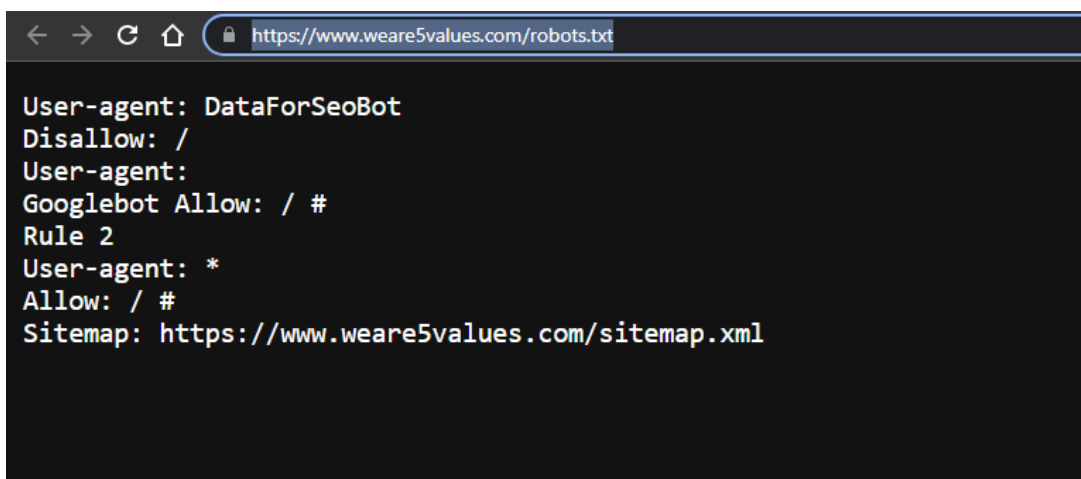 https://www.weare5values.com/robots.txt
User-agent: DataForSeoBot
Disallow: /
User-agent:
Googlebot Allow: / #
Rule 2
User-agent: *
Allow: / #
Sitemap: https://www.weare5values.com/sitemap.xml